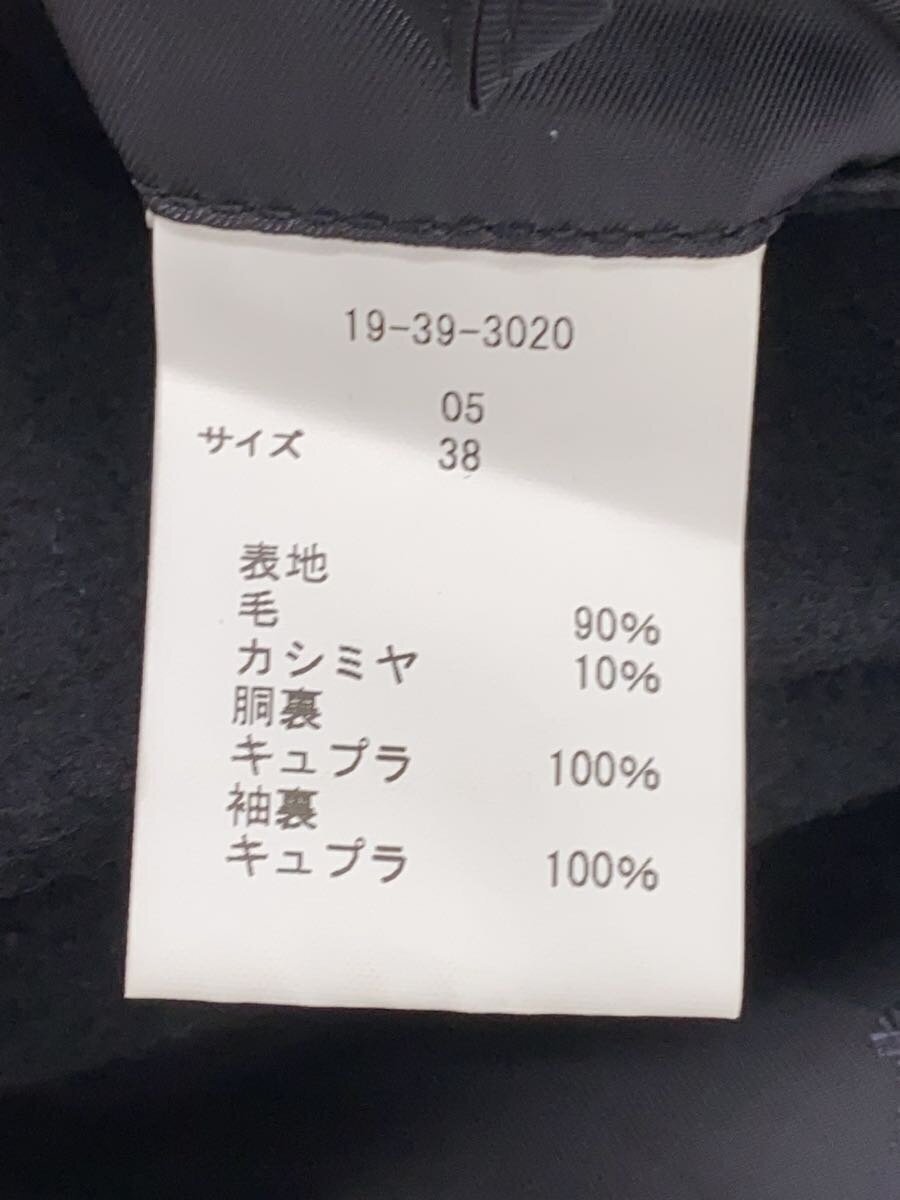 19-39-3020
05
サイズ 38
表地
毛 90%
カシミヤ 10%
胴裏
キュプラ 100%
袖裏
キュプラ 100%